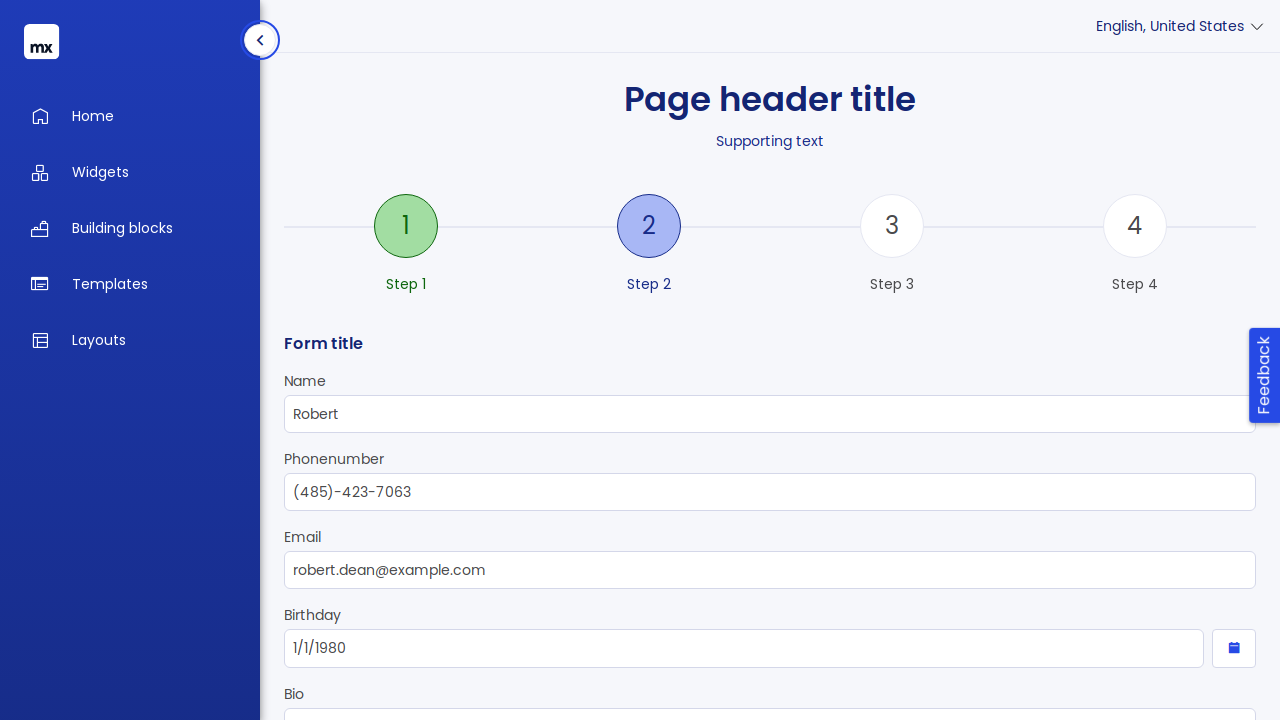 mx
English, United States
Home
Widgets
Building blocks
Templates
Layouts
Page header title
Supporting text
1
2
3
4
Step 1
Step 2
Step 3
Step 4
Feedback
Form title
Name
Robert
Phonenumber
(485)-423-7063
Email
robert.dean@example.com
Birthday
1/1/1980
Bio